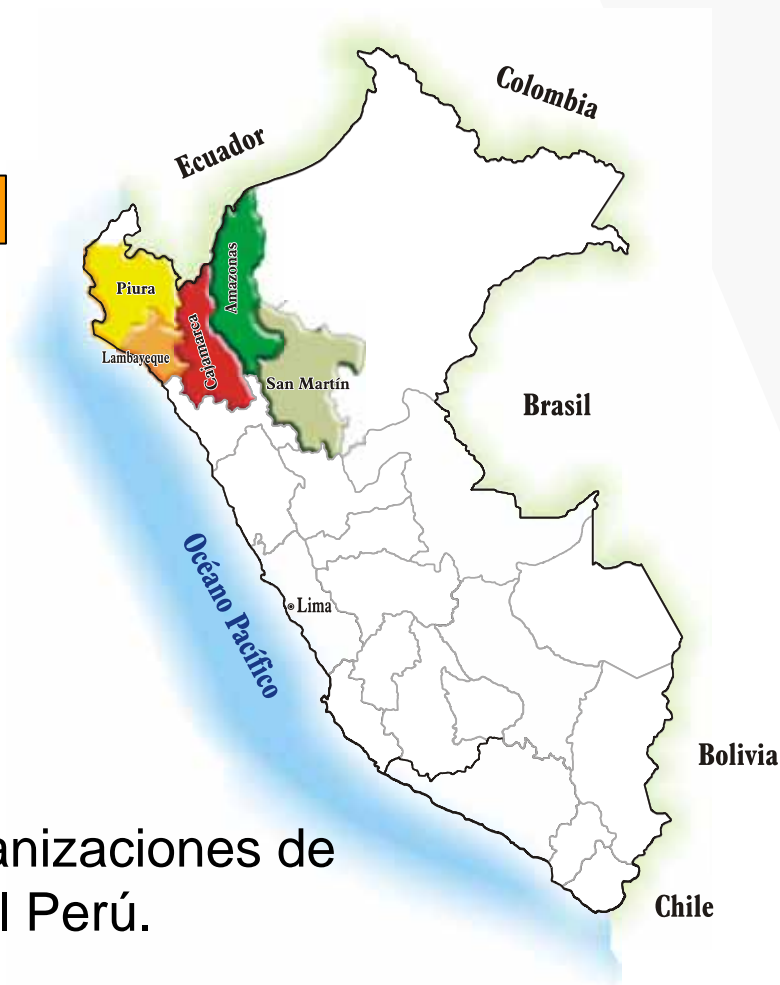 Colombia
Ecuador
Amazonas
Piura
Cajamarca
Lambayeque
San Martín
Brasil
Océano Pacífico
Lima
Bolivia
anizaciones de
l Perú.
Chile